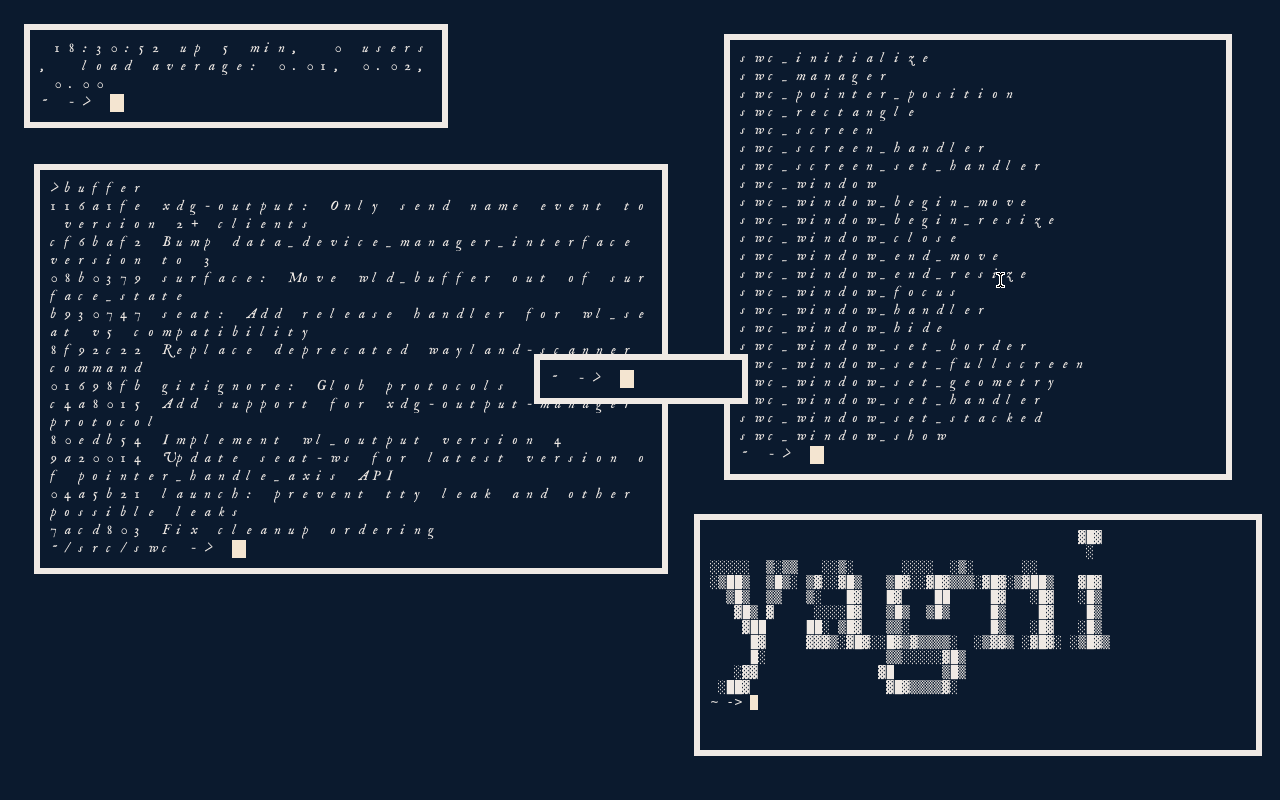 18:30:52 up 5 min,  0 users
,  load average: 0.01, 0.02,
0.00
~ ->
>buffer
116a1fe xdg-output: Only send name event to
version 2+ clients
cf6baf2 Bump data_device_manager_interface
version to 3
08b0379 surface: Move wld_buffer out of sur
face_state
b930747 seat: Add release handler for wl_se
at v5 compatibility
8f92c22 Replace deprecated wayland-scanner
command
01698fb gitignore: Glob protocols
c4a8015 Add support for xdg-output-manager
protocol
80edb54 Implement wl_output version 4
9a20014 Update seat-ws for latest version o
f pointer_handle_axis API
04a5b21 launch: prevent tty leak and other
possible leaks
7acd803 Fix cleanup ordering
~/src/swc ->
~ ->
swc_initialize
swc_manager
swc_pointer_position
swc_rectangle
swc_screen
swc_screen_handler
swc_screen_set_handler
swc_window
swc_window_begin_move
swc_window_begin_resize
swc_window_close
swc_window_end_move
swc_window_end_resize
swc_window_focus
swc_window_handler
swc_window_hide
swc_window_set_border
swc_window_set_fullscreen
swc_window_set_geometry
swc_window_set_handler
swc_window_set_stacked
swc_window_show
~ ->
yagni
~ ->